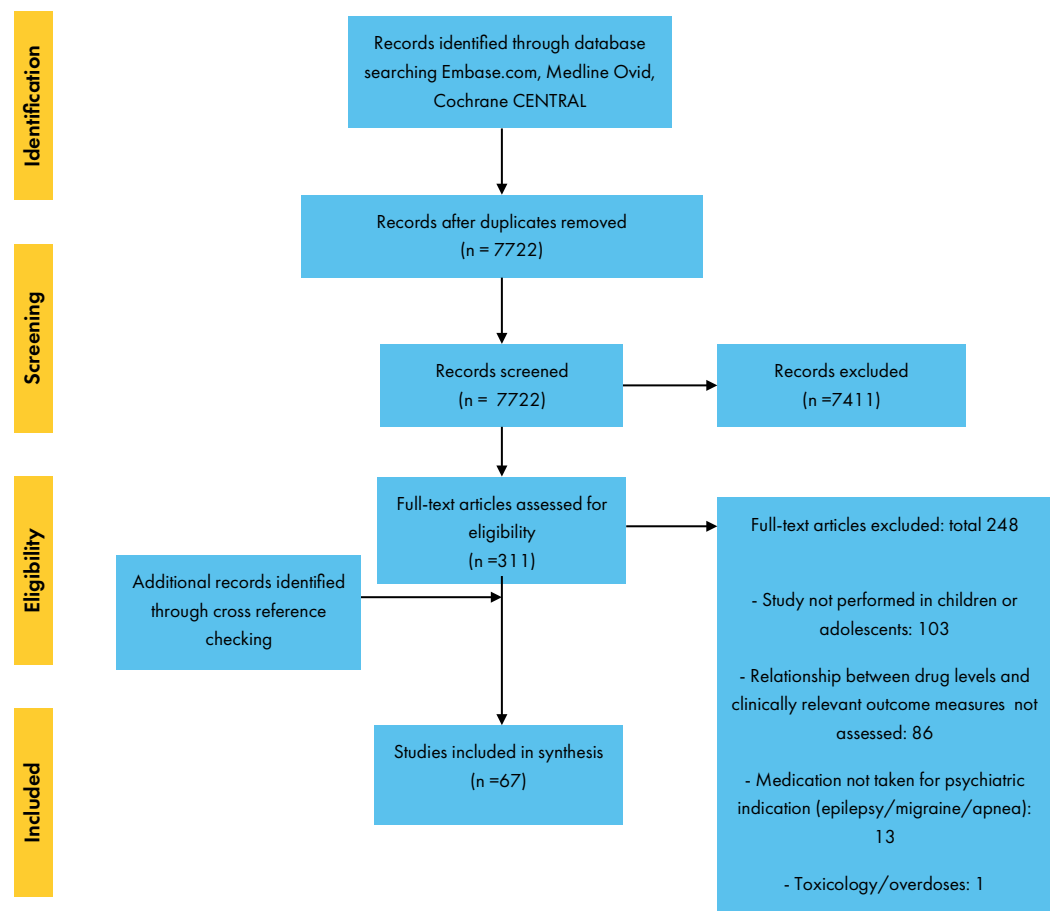 Identification
Records identified through database
searching Embase.com, Medline Ovid,
Cochrane CENTRAL
Records after duplicates removed
(n = 7722)
Screening
Records screened
(n = 7722)
Records excluded
(n =7411)
Eligibility
Full-text articles assessed for
eligibility
(n =311)
Additional records identified
through cross reference
checking
Full-text articles excluded: total 248
- Study not performed in children or
adolescents: 103
- Relationship between drug levels and
clinically relevant outcome measures not
assessed: 86
- Medication not taken for psychiatric
indication (epilepsy/migraine/apnea):
13
- Toxicology/overdoses: 1
Included
Studies included in synthesis
(n =67)